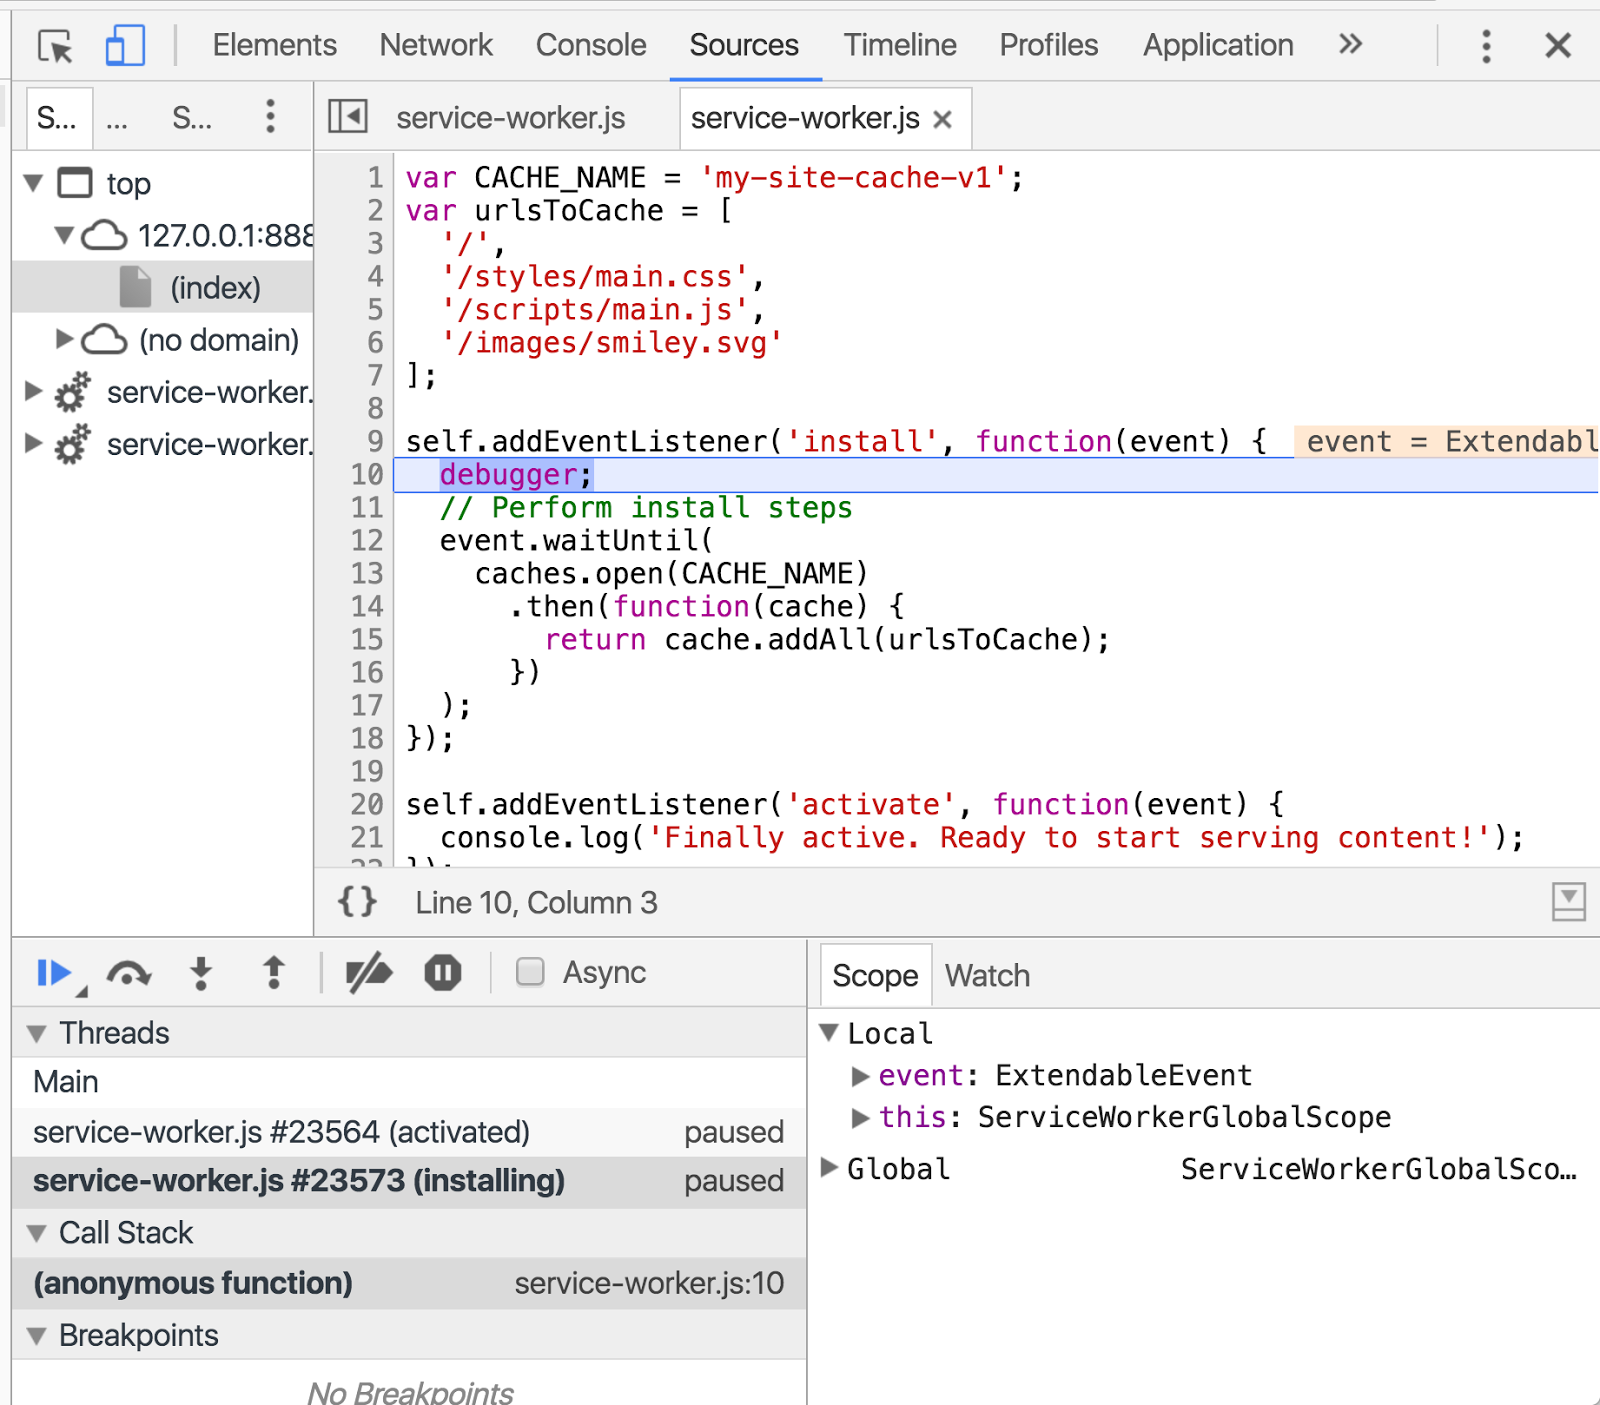 Elements Network Console Sources Timeline Profiles Application »
S... ... S... service-worker.js service-worker.js ×
top
127.0.0.1:888
(index)
(no domain)
service-worker.
service-worker.
1 var CACHE_NAME = 'my-site-cache-v1';
2 var urlsToCache = [
3 '/',
4 '/styles/main.css',
5 '/scripts/main.js',
6 '/images/smiley.svg'
7 ];
8
9 self.addEventListener('install', function(event) { event = Extendabl
10 debugger;
11 // Perform install steps
12 event.waitUntil(
13 caches.open(CACHE_NAME)
14 .then(function(cache) {
15 return cache.addAll(urlsToCache);
16 })
17 );
18 });
19
20 self.addEventListener('activate', function(event) {
21 console.log('Finally active. Ready to start serving content!');
22 });
{} Line 10, Column 3
Async
Threads
Main
service-worker.js #23564 (activated) paused
service-worker.js #23573 (installing) paused
Call Stack
(anonymous function) service-worker.js:10
Breakpoints
No Breakpoints
Scope Watch
Local
event: ExtendableEvent
this: ServiceWorkerGlobalScope
Global ServiceWorkerGlobalSco…